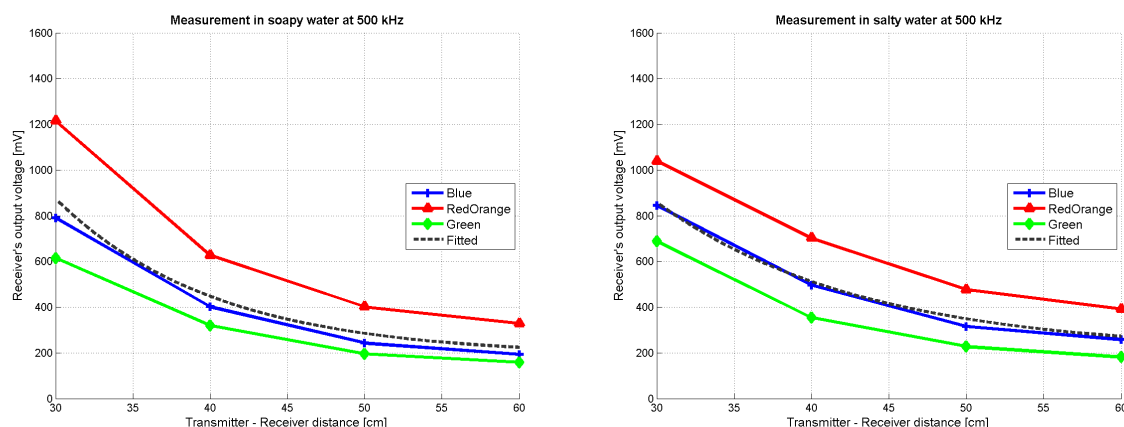 Measurement in soapy water at 500 kHz
Receiver's output voltage [mV]
1600
1400
1200
1000
800
600
400
200
0
30
35
40
45
50
55
60
Transmitter - Receiver distance [cm]
Blue
RedOrange
Green
Fitted
Measurement in salty water at 500 kHz
Receiver's output voltage [mV]
1600
1400
1200
1000
800
600
400
200
0
30
35
40
45
50
55
60
Transmitter - Receiver distance [cm]
Blue
RedOrange
Green
Fitted